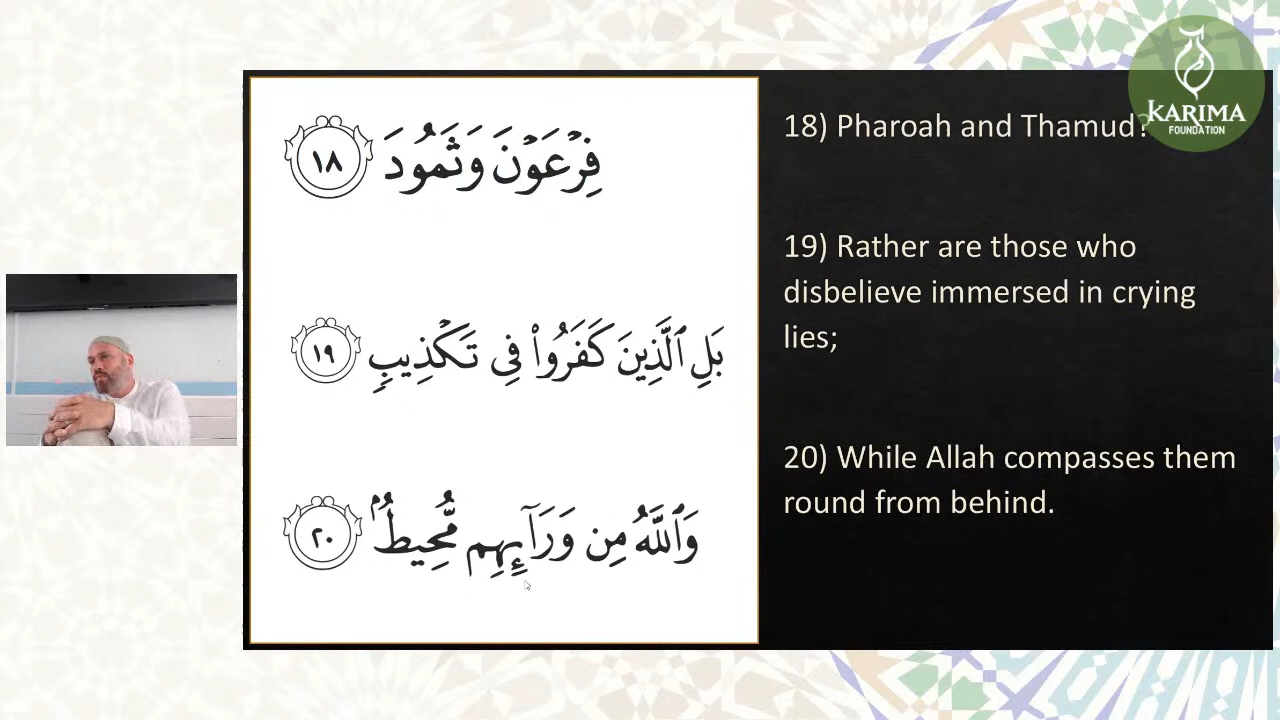 KARIMA
FOUNDATION
فِرْعَوْنَ وَثَمُودَ ١٨
18) Pharoah and Thamud?
بَلِ ٱلَّذِينَ كَفَرُوا۟ فِى تَكْذِيبٍ ١٩
19) Rather are those who
disbelieve immersed in crying
lies;
وَٱللَّهُ مِن وَرَآئِهِم مُّحِيطٌۢ ٢٠
20) While Allah compasses them
round from behind.